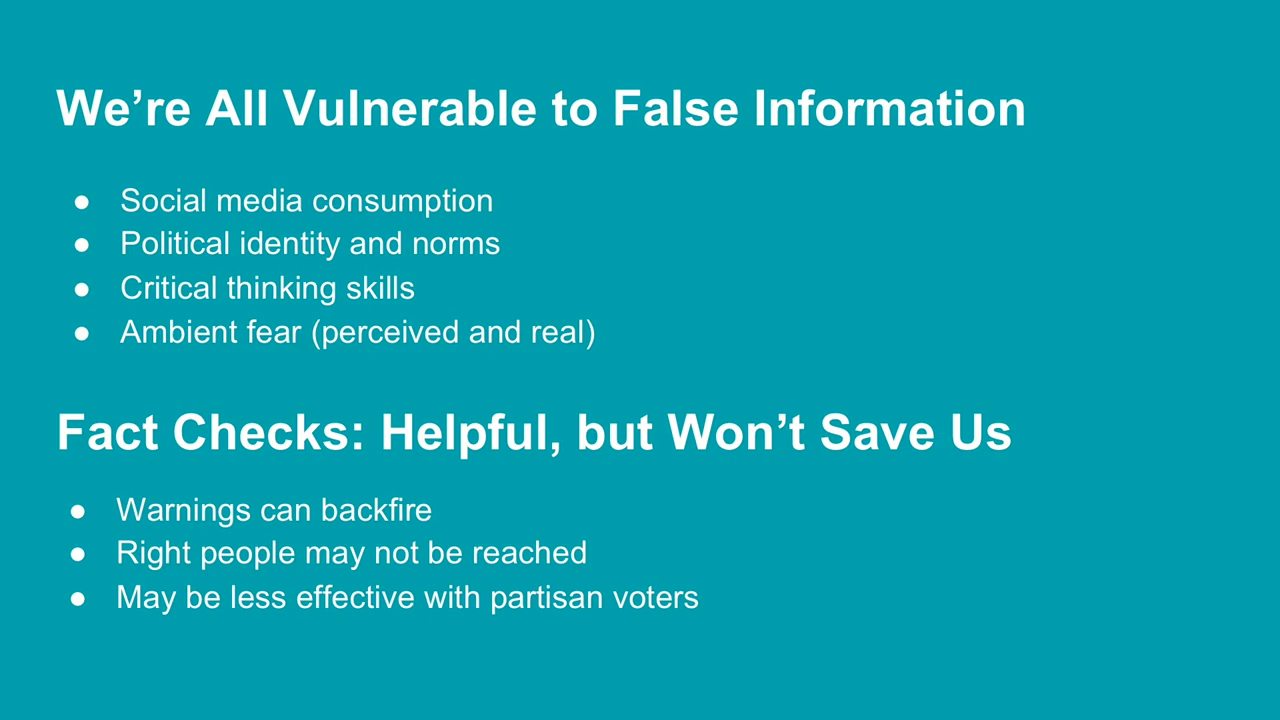 We’re All Vulnerable to False Information
● Social media consumption
● Political identity and norms
● Critical thinking skills
● Ambient fear (perceived and real)
Fact Checks: Helpful, but Won’t Save Us
● Warnings can backfire
● Right people may not be reached
● May be less effective with partisan voters